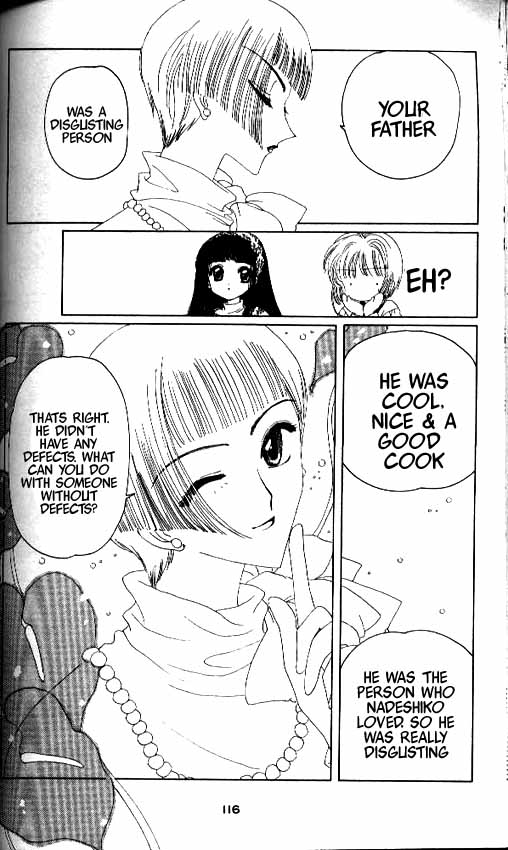 YOUR
FATHER
WAS A
DISGUSTING
PERSON
EH?
HE WAS
COOL,
NICE & A
GOOD
COOK
HE WAS THE
PERSON WHO
NADESHIKO
LOVED. SO HE
WAS REALLY
DISGUSTING
THATS RIGHT.
HE DIDN'T
HAVE ANY
DEFECTS. WHAT
CAN YOU DO
WITH SOMEONE
WITHOUT
DEFECTS?
116